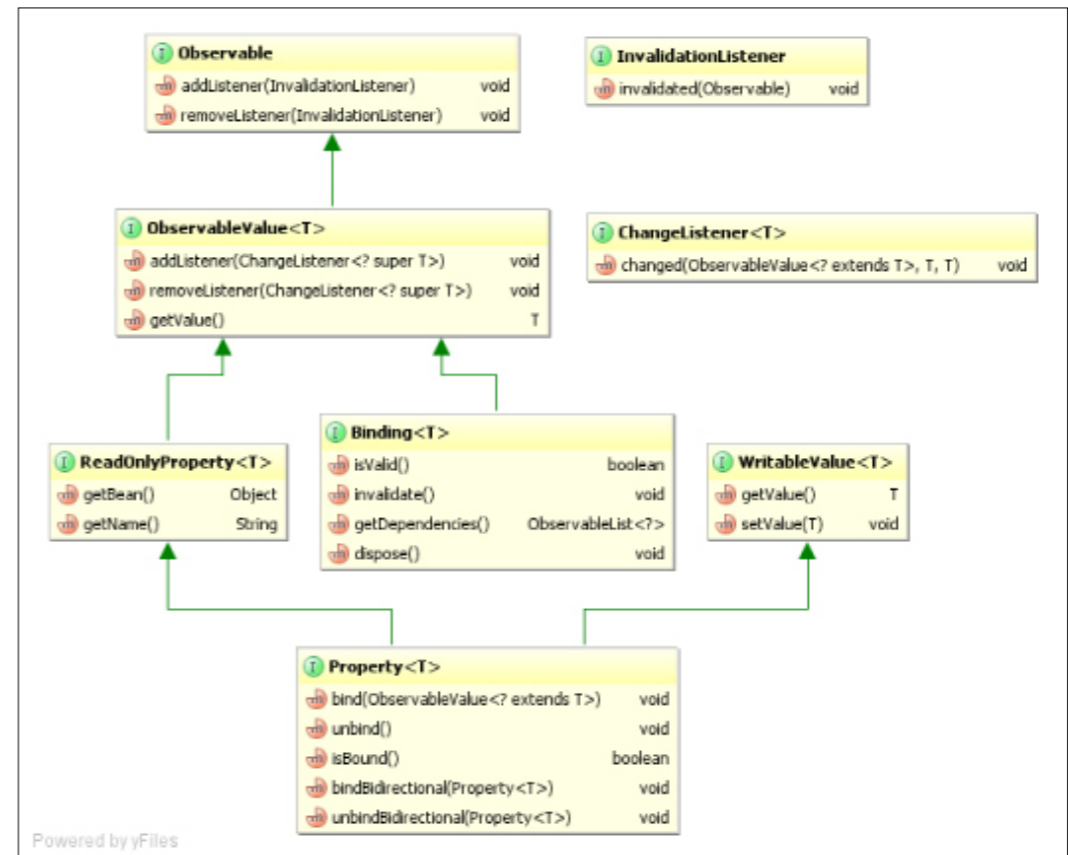 Observable
addListener(InvalidationListener) void
removeListener(InvalidationListener) void
InvalidationListener
invalidated(Observable) void
ObservableValue<T>
addListener(ChangeListener<? super T>) void
removeListener(ChangeListener<? super T>) void
getValue() T
ChangeListener<T>
changed(ObservableValue<? extends T>, T, T) void
ReadOnlyProperty<T>
getBean() Object
getName() String
Binding<T>
isValid() boolean
invalidate() void
getDependencies() ObservableList<?>
dispose() void
WritableValue<T>
getValue() T
setValue(T) void
Property<T>
bind(ObservableValue<? extends T>) void
unbind() void
isBound() boolean
bindBidirectional(Property<T>) void
unbindBidirectional(Property<T>) void
Powered by yFiles